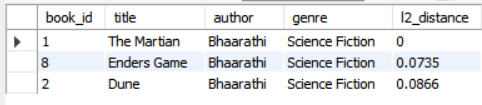 book_id title author genre l2_distance
1 The Martian Bhaarathi Science Fiction 0
8 Enders Game Bhaarathi Science Fiction 0.0735
2 Dune Bhaarathi Science Fiction 0.0866